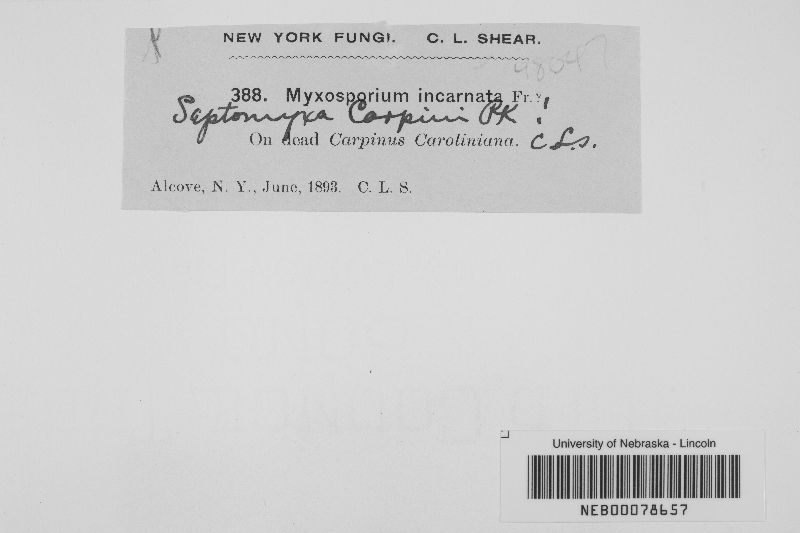 NEW YORK FUNGI. C. L. SHEAR.
98047
388. Myxosporium incarnata Fr.
Septomyxa Carpini PK!
On dead Carpinus Caroliniana. C L.s.
Alcove, N. Y., June, 1893. C. L. S.
University of Nebraska - Lincoln
NEB00078657